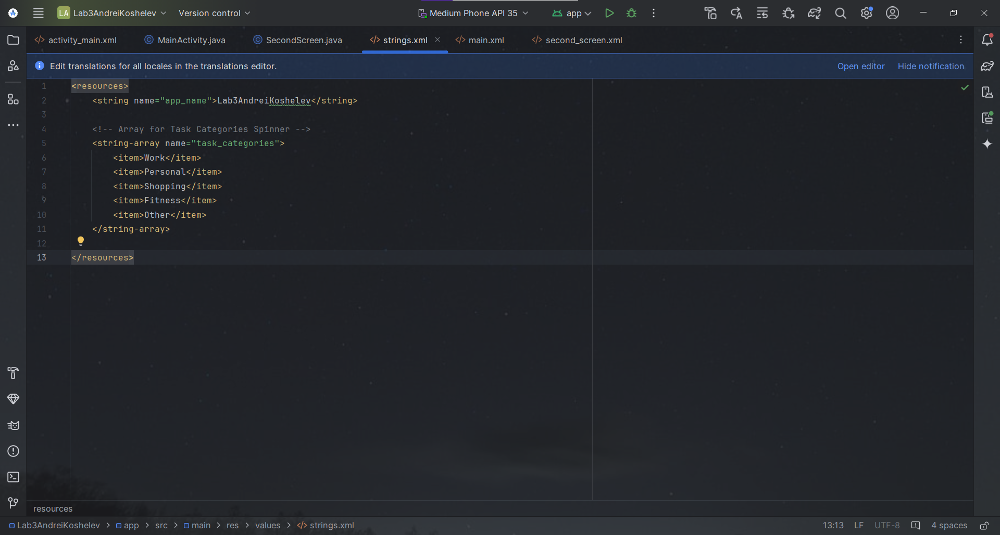 LA Lab3AndreiKoshelev Version control Medium Phone API 35 app
activity_main.xml MainActivity.java SecondScreen.java strings.xml main.xml second_screen.xml
Edit translations for all locales in the translations editor. Open editor Hide notification
1 <resources>
2 <string name="app_name">Lab3AndreiKoshelev</string>
3
4 <!-- Array for Task Categories Spinner -->
5 <string-array name="task_categories">
6 <item>Work</item>
7 <item>Personal</item>
8 <item>Shopping</item>
9 <item>Fitness</item>
10 <item>Other</item>
11 </string-array>
12
13 </resources>
resources
Lab3AndreiKoshelev > app > src > main > res > values > </> strings.xml 13:13 LF UTF-8 4 spaces